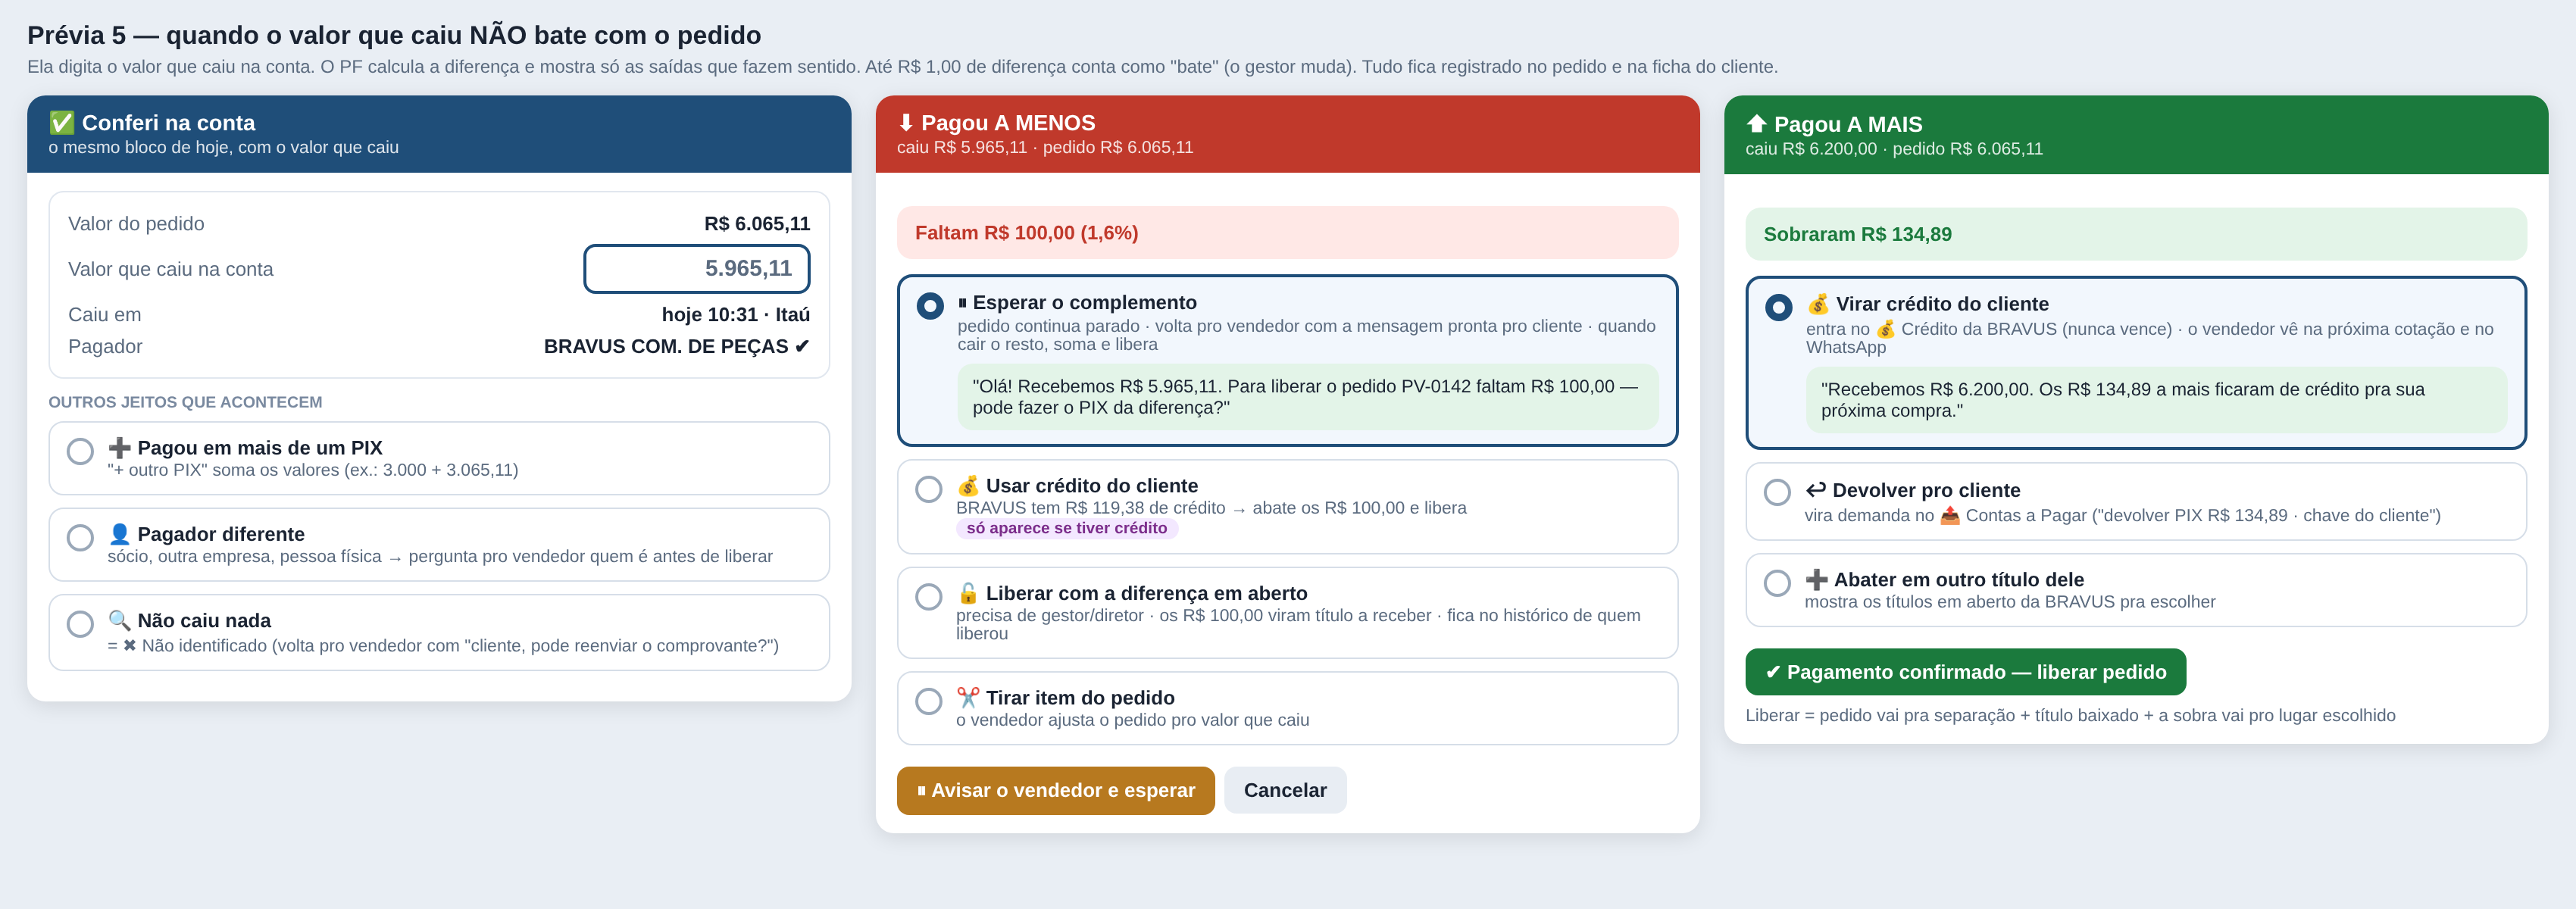 Prévia 5 — quando o valor que caiu NÃO bate com o pedido
Ela digita o valor que caiu na conta. O PF calcula a diferença e mostra só as saídas que fazem sentido. Até R$ 1,00 de diferença conta como "bate" (o gestor muda). Tudo fica registrado no pedido e na ficha do cliente.
✅ Conferi na conta
o mesmo bloco de hoje, com o valor que caiu
Valor do pedido R$ 6.065,11
Valor que caiu na conta 5.965,11
Caiu em hoje 10:31 · Itaú
Pagador BRAVUS COM. DE PEÇAS ✔
OUTROS JEITOS QUE ACONTECEM
➕ Pagou em mais de um PIX
"+ outro PIX" soma os valores (ex.: 3.000 + 3.065,11)
👤 Pagador diferente
sócio, outra empresa, pessoa física → pergunta pro vendedor quem é antes de liberar
🔍 Não caiu nada
= ✖ Não identificado (volta pro vendedor com "cliente, pode reenviar o comprovante?")
⬇ Pagou A MENOS
caiu R$ 5.965,11 · pedido R$ 6.065,11
Faltam R$ 100,00 (1,6%)
⏸ Esperar o complemento
pedido continua parado · volta pro vendedor com a mensagem pronta pro cliente · quando
cair o resto, soma e libera
"Olá! Recebemos R$ 5.965,11. Para liberar o pedido PV-0142 faltam R$ 100,00 —
pode fazer o PIX da diferença?"
💰 Usar crédito do cliente
BRAVUS tem R$ 119,38 de crédito → abate os R$ 100,00 e libera
só aparece se tiver crédito
🔓 Liberar com a diferença em aberto
precisa de gestor/diretor · os R$ 100,00 viram título a receber · fica no histórico de quem
liberou
✂️ Tirar item do pedido
o vendedor ajusta o pedido pro valor que caiu
⏸ Avisar o vendedor e esperar
Cancelar
⬆ Pagou A MAIS
caiu R$ 6.200,00 · pedido R$ 6.065,11
Sobraram R$ 134,89
💰 Virar crédito do cliente
entra no 💰 Crédito da BRAVUS (nunca vence) · o vendedor vê na próxima cotação e no
WhatsApp
"Recebemos R$ 6.200,00. Os R$ 134,89 a mais ficaram de crédito pra sua
próxima compra."
↩ Devolver pro cliente
vira demanda no 📤 Contas a Pagar ("devolver PIX R$ 134,89 · chave do cliente")
➕ Abater em outro título dele
mostra os títulos em aberto da BRAVUS pra escolher
✔ Pagamento confirmado — liberar pedido
Liberar = pedido vai pra separação + título baixado + a sobra vai pro lugar escolhido